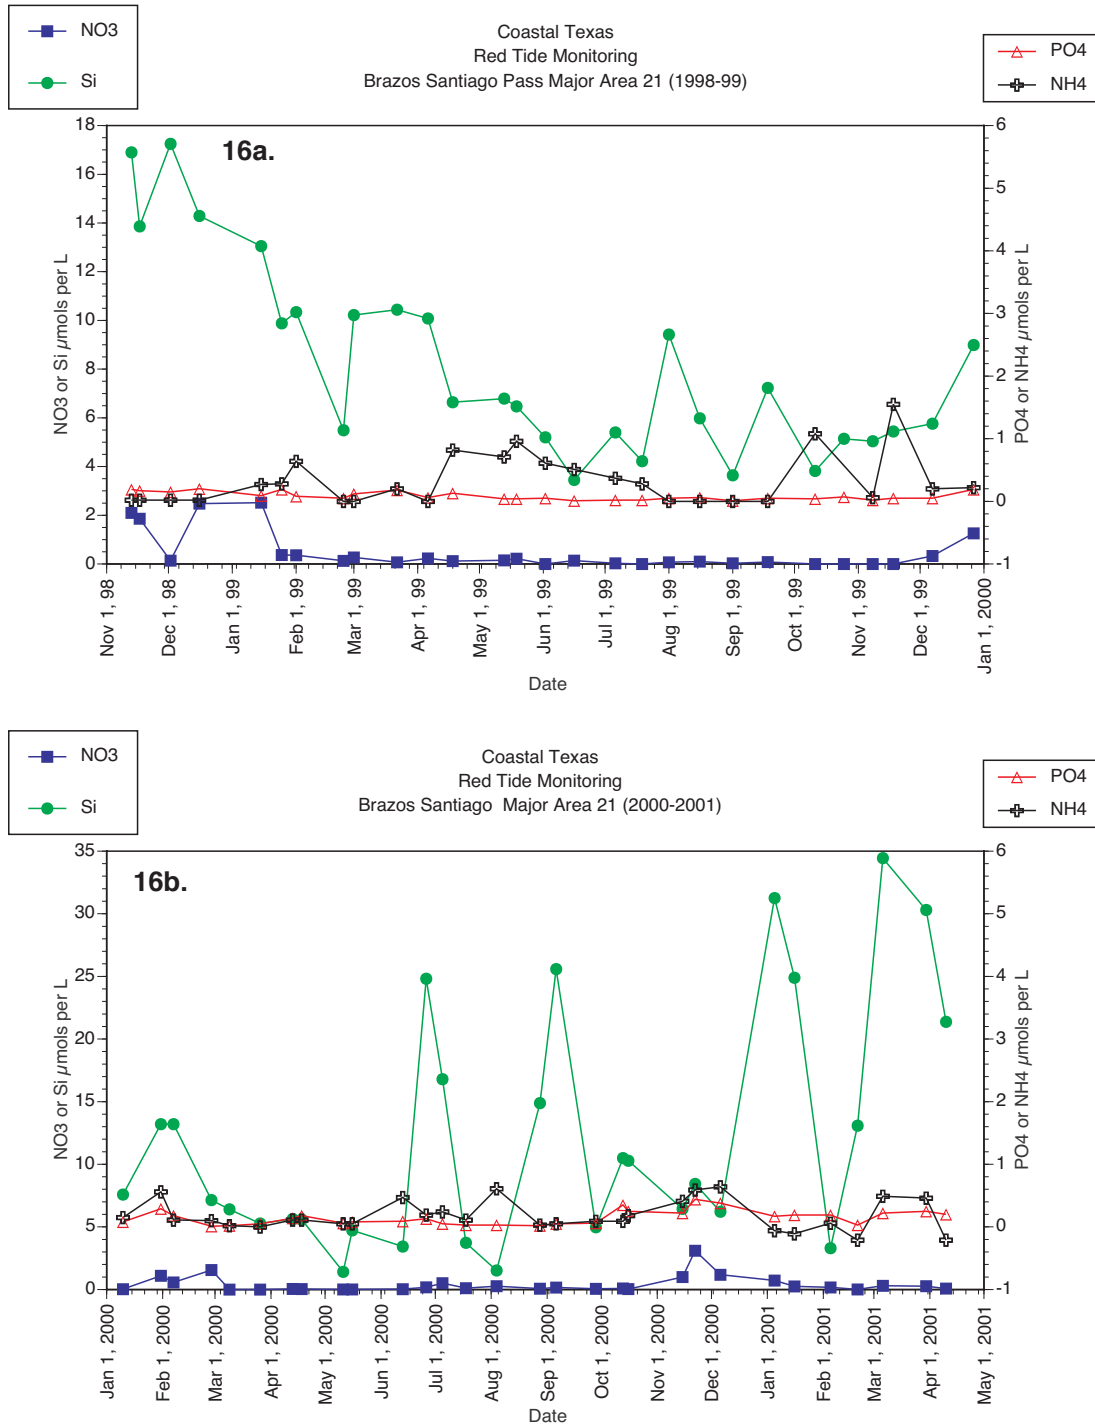 NO3
Si
Coastal Texas
Red Tide Monitoring
Brazos Santiago Pass Major Area 21 (1998-99)
PO4
NH4
16a.
18
16
14
12
10
8
6
4
2
0
NO3 or Si µmols per L
6
5
4
3
2
1
0
-1
PO4 or NH4 µmols per L
Nov 1, 98
Dec 1, 98
Jan 1, 99
Feb 1, 99
Mar 1, 99
Apr 1, 99
May 1, 99
Jun 1, 99
Jul 1, 99
Aug 1, 99
Sep 1, 99
Oct 1, 99
Nov 1, 99
Dec 1, 99
Jan 1, 2000
Date
NO3
Si
Coastal Texas
Red Tide Monitoring
Brazos Santiago Major Area 21 (2000-2001)
PO4
NH4
16b.
35
30
25
20
15
10
5
0
NO3 or Si µmols per L
6
5
4
3
2
1
0
-1
PO4 or NH4 µmols per L
Jan 1, 2000
Feb 1, 2000
Mar 1, 2000
Apr 1, 2000
May 1, 2000
Jun 1, 2000
Jul 1, 2000
Aug 1, 2000
Sep 1, 2000
Oct 1, 2000
Nov 1, 2000
Dec 1, 2000
Jan 1, 2001
Feb 1, 2001
Mar 1, 2001
Apr 1, 2001
May 1, 2001
Date